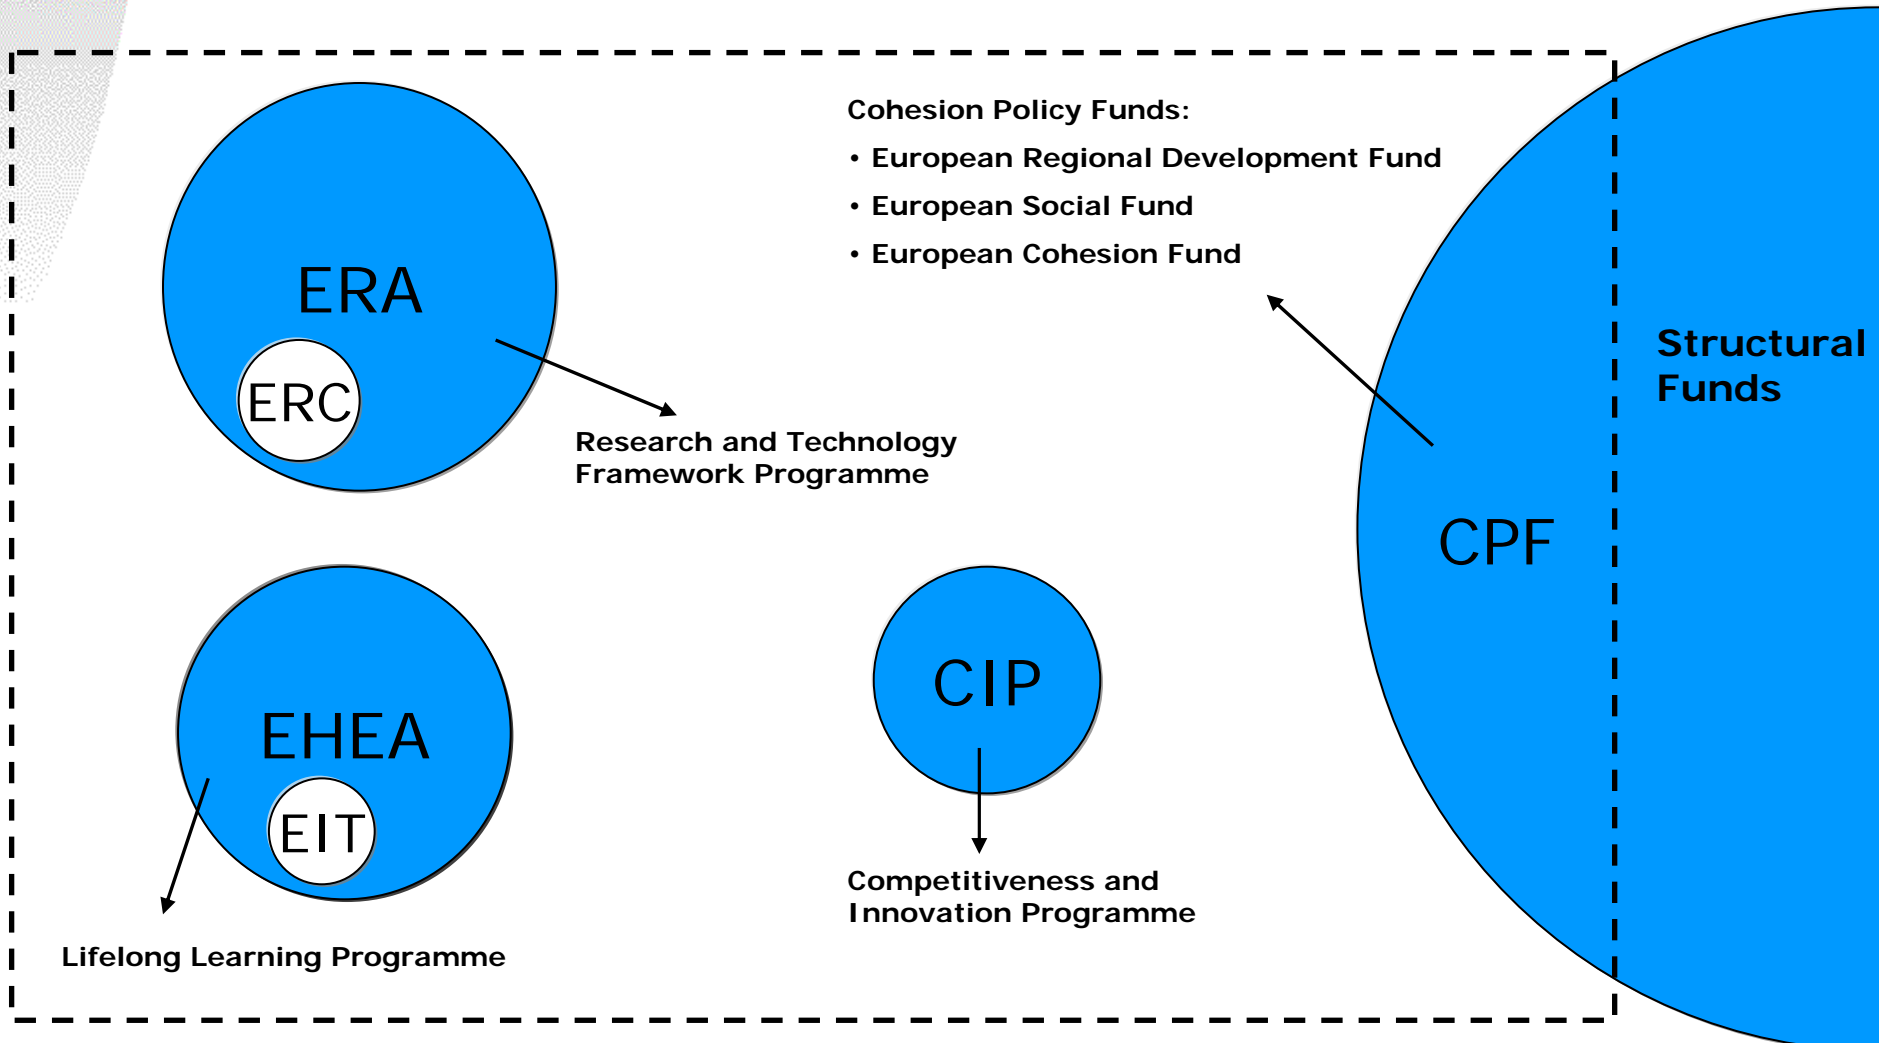 Cohesion Policy Funds:
• European Regional Development Fund
• European Social Fund
• European Cohesion Fund
ERA
ERC
Structural
Funds
Research and Technology
Framework Programme
CPF
CIP
EHEA
EIT
Competitiveness and
Innovation Programme
Lifelong Learning Programme